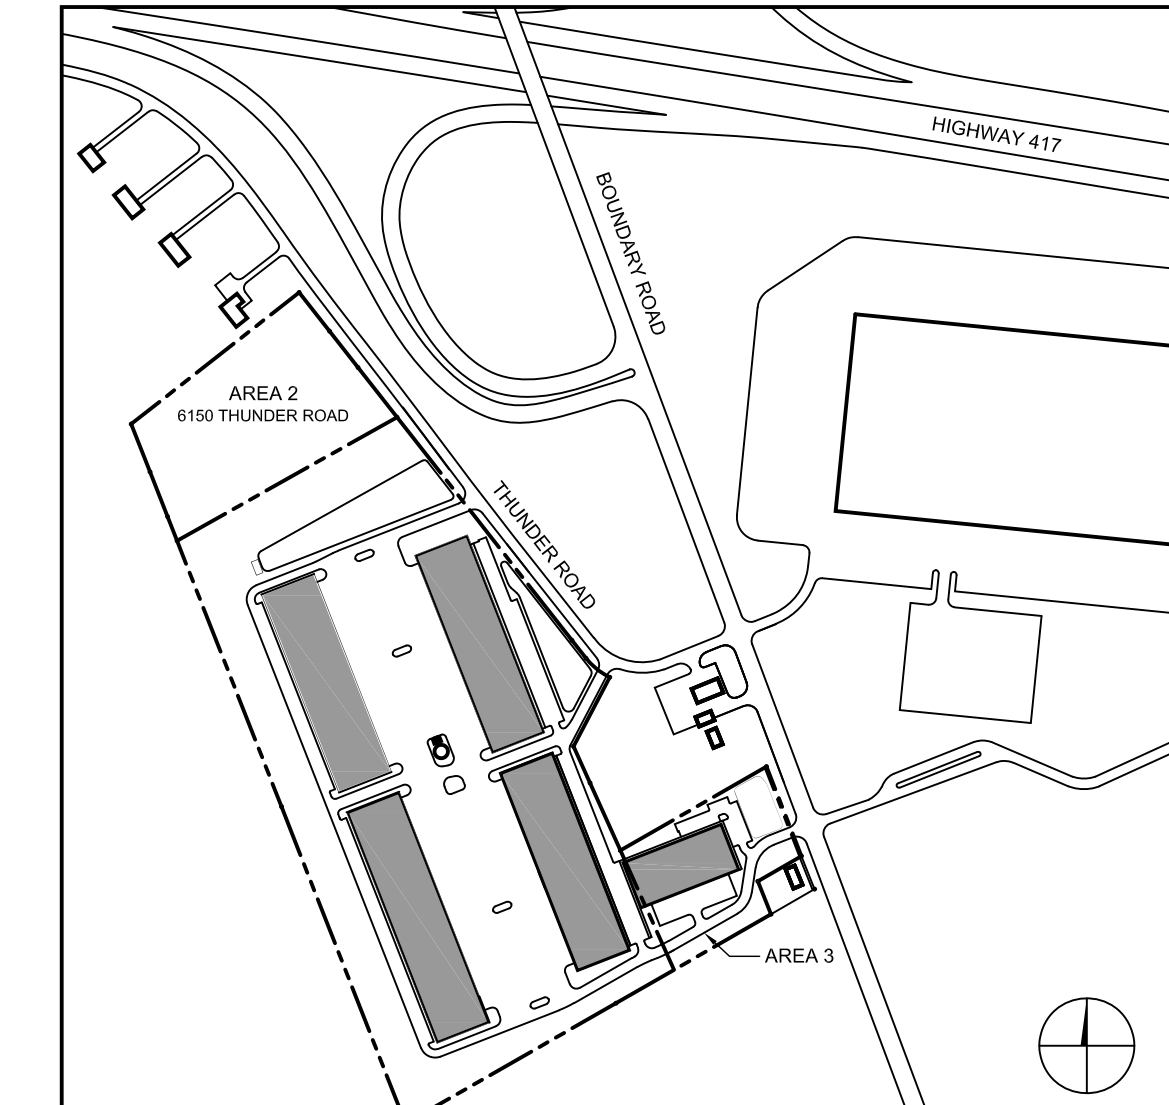 HIGHWAY 417
BOUNDARY ROAD
AREA 2
6150 THUNDER ROAD
THUNDER ROAD
AREA 3